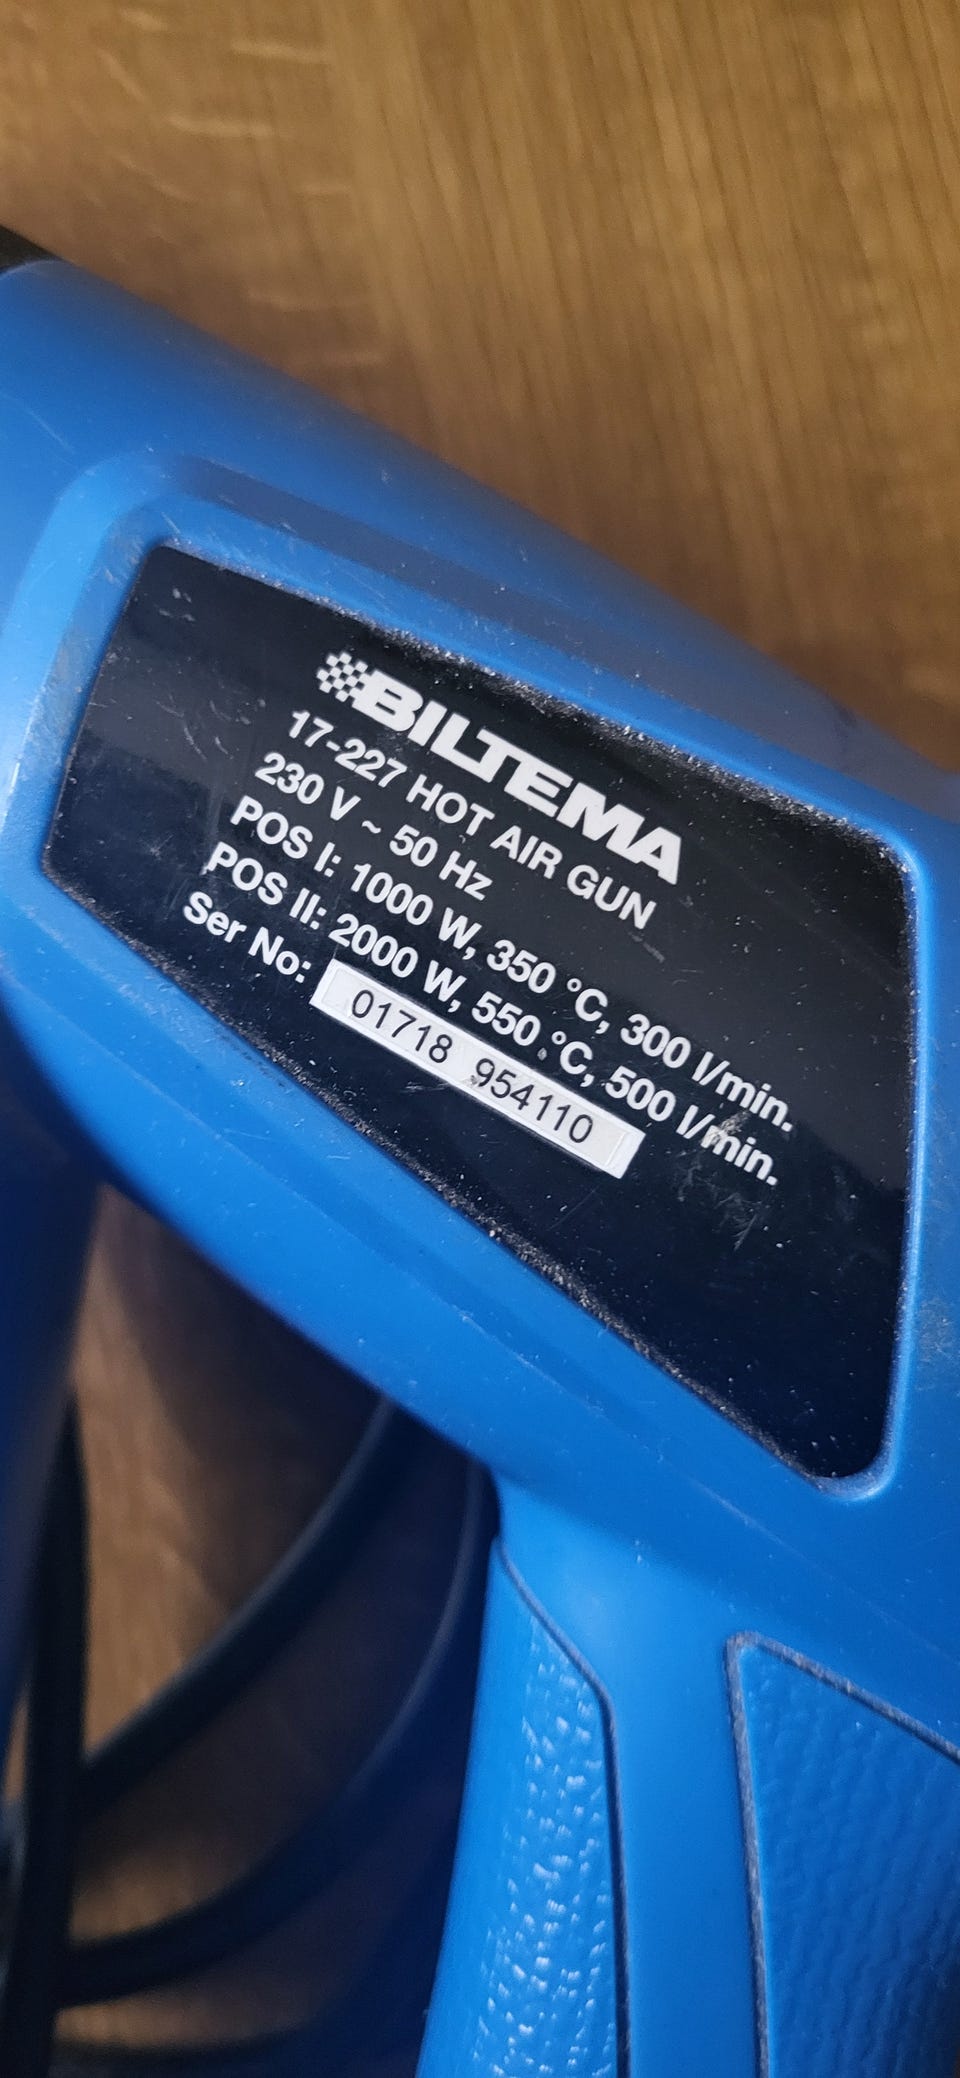 BILTEMA
17-227 HOT AIR GUN
230 V ~ 50 Hz
POS I: 1000 W, 350 °C, 300 l/min.
POS II: 2000 W, 550 °C, 500 l/min.
Ser No: 01718 954110